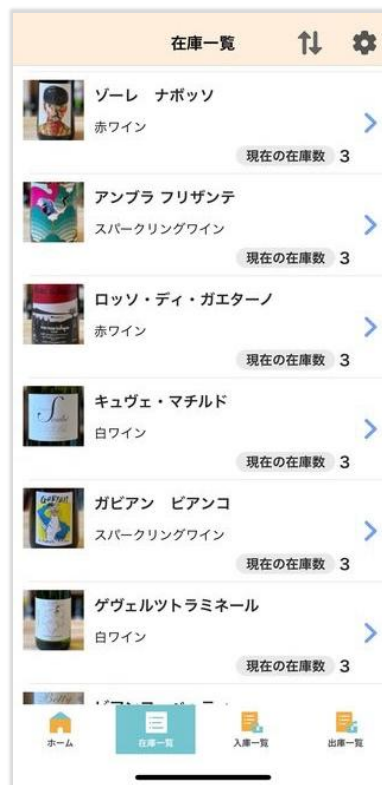 在庫一覧
ゾーレ　ナボッソ
赤ワイン
現在の在庫数 3
アンブラ フリザンテ
スパークリングワイン
現在の在庫数 3
ロッソ・ディ・ガエターノ
赤ワイン
現在の在庫数 3
キュヴェ・マチルド
白ワイン
現在の在庫数 3
ガビアン　ビアンコ
スパークリングワイン
現在の在庫数 3
ゲヴェルツトラミネール
白ワイン
現在の在庫数 3
ホーム
在庫一覧
入庫一覧
出庫一覧